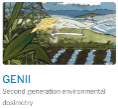 GENII
Second-generation environmental
dosimetry